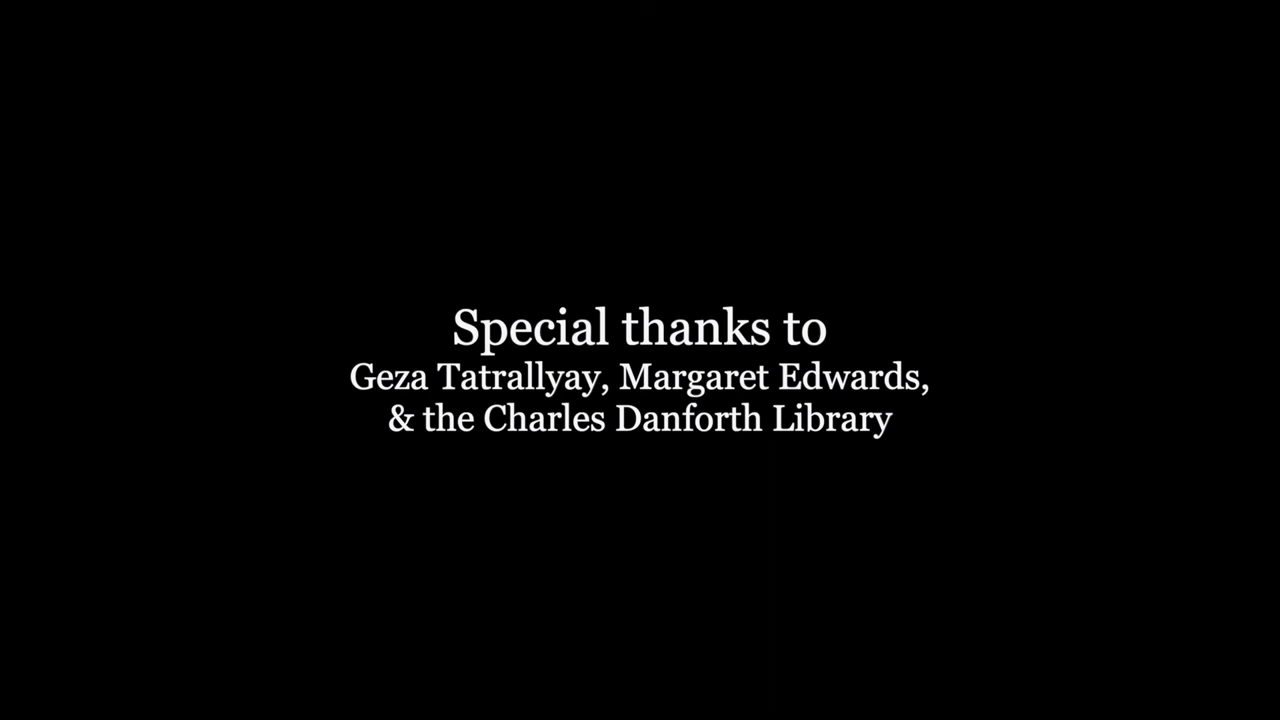 Special thanks to
Geza Tatrallyay, Margaret Edwards,
& the Charles Danforth Library